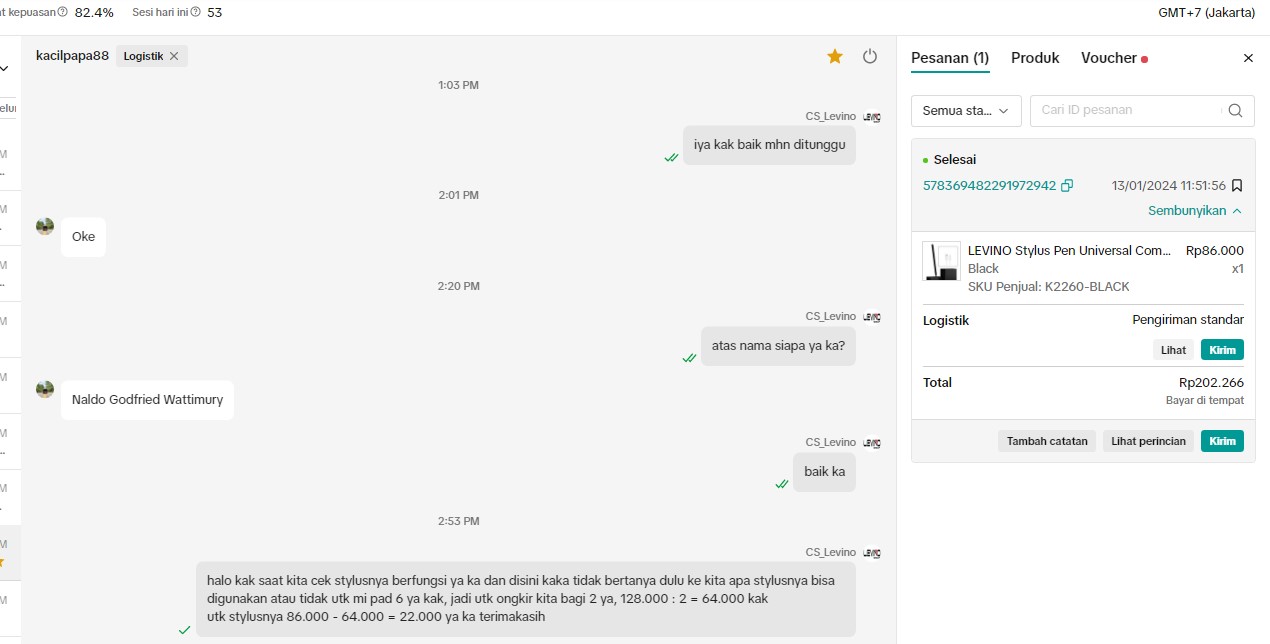 at kepuasan 82.4% Sesi hari ini 53
GMT+7 (Jakarta)
kacilpapa88 Logistik
1:03 PM
CS_Levino
iya kak baik mhn ditunggu
2:01 PM
Oke
2:20 PM
CS_Levino
atas nama siapa ya ka?
Naldo Godfried Wattimury
CS_Levino
baik ka
2:53 PM
CS_Levino
halo kak saat kita cek stylusnya berfungsi ya ka dan disini kaka tidak bertanya dulu ke kita apa stylusnya bisa
digunakan atau tidak utk mi pad 6 ya kak, jadi utk ongkir kita bagi 2 ya, 128.000 : 2 = 64.000 kak
utk stylusnya 86.000 - 64.000 = 22.000 ya ka terimakasih
Pesanan (1) Produk Voucher
Semua sta... Cari ID pesanan
Selesai
578369482291972942 13/01/2024 11:51:56
Sembunyikan
LEVINO Stylus Pen Universal Com... Rp86.000
Black x1
SKU Penjual: K2260-BLACK
Logistik Pengiriman standar
Lihat Kirim
Total Rp202.266
Bayar di tempat
Tambah catatan Lihat perincian Kirim